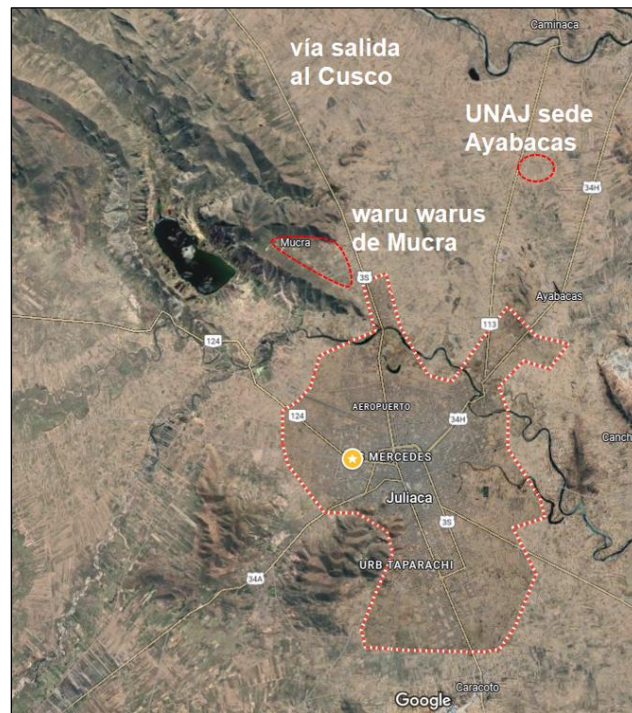 Caminaca
vía salida
al Cusco
UNAJ sede
Ayabacas
34H
waru warus
de Mucra
Mucra
3S
Ayabacas
113
124
AEROPUERTO
124
34H
MERCEDES
Canch
Juliaca
3S
URB TAPARACHI
34A
Caracoto
Google